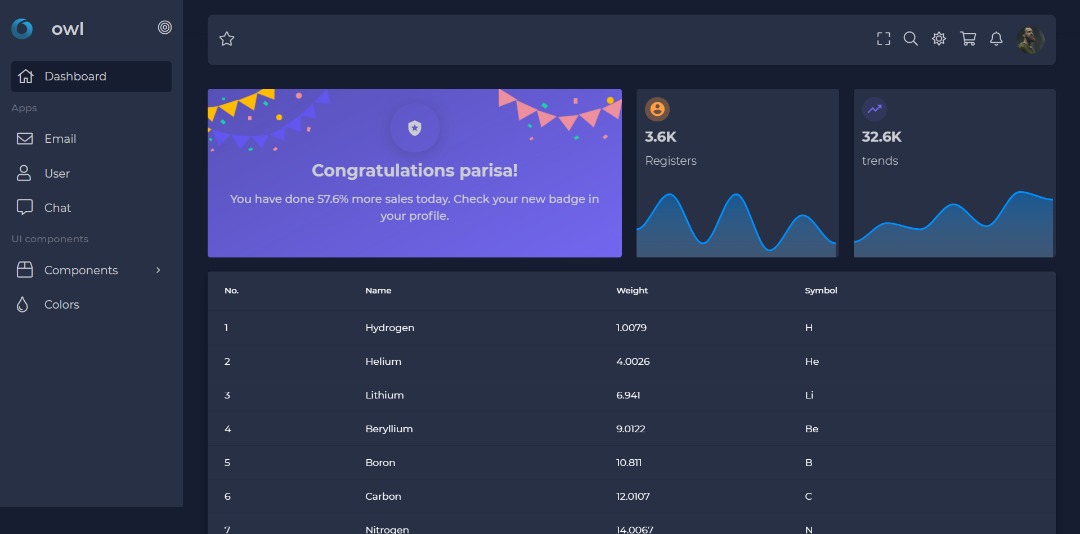 owl
Dashboard
Apps
Email
User
Chat
UI components
Components
Colors
Congratulations parisa!
You have done 57.6% more sales today. Check your new badge in
your profile.
3.6K
Registers
32.6K
trends
No. Name Weight Symbol
1 Hydrogen 1.0079 H
2 Helium 4.0026 He
3 Lithium 6.941 Li
4 Beryllium 9.0122 Be
5 Boron 10.811 B
6 Carbon 12.0107 C
7 Nitrogen 14.0067 N